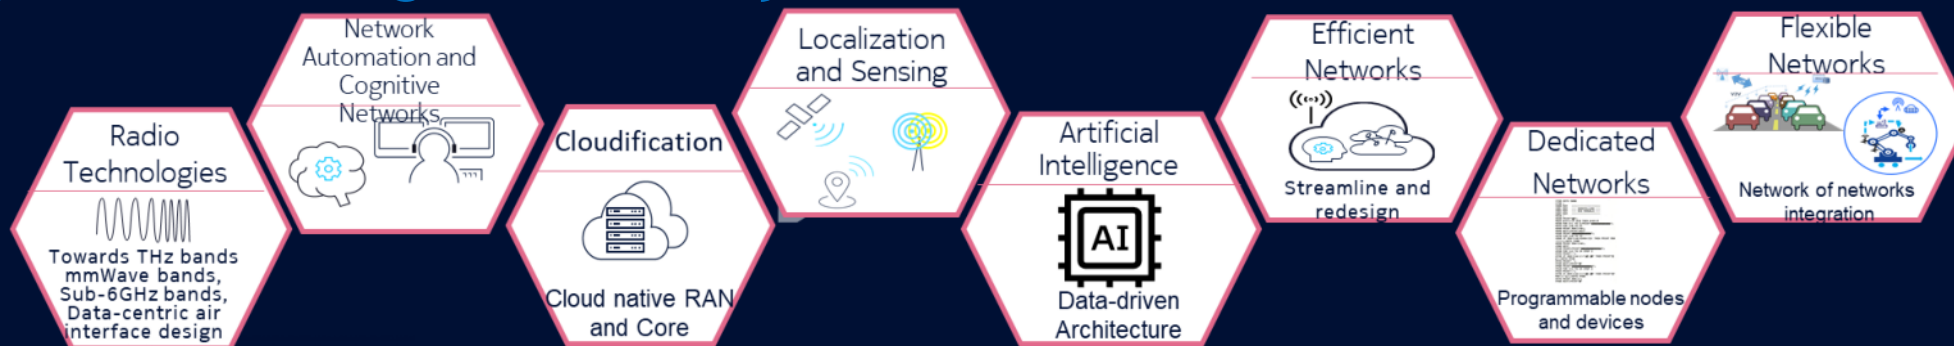 Radio
Technologies
Towards THz bands
mmWave bands,
Sub-6GHz bands,
Data-centric air
interface design
Network
Automation and
Cognitive
Networks
Cloudification
Cloud native RAN
and Core
Localization
and Sensing
Artificial
Intelligence
AI
Data-driven
Architecture
Efficient
Networks
Streamline and
redesign
Dedicated
Networks
Programmable nodes
and devices
Flexible
Networks
Network of networks
integration